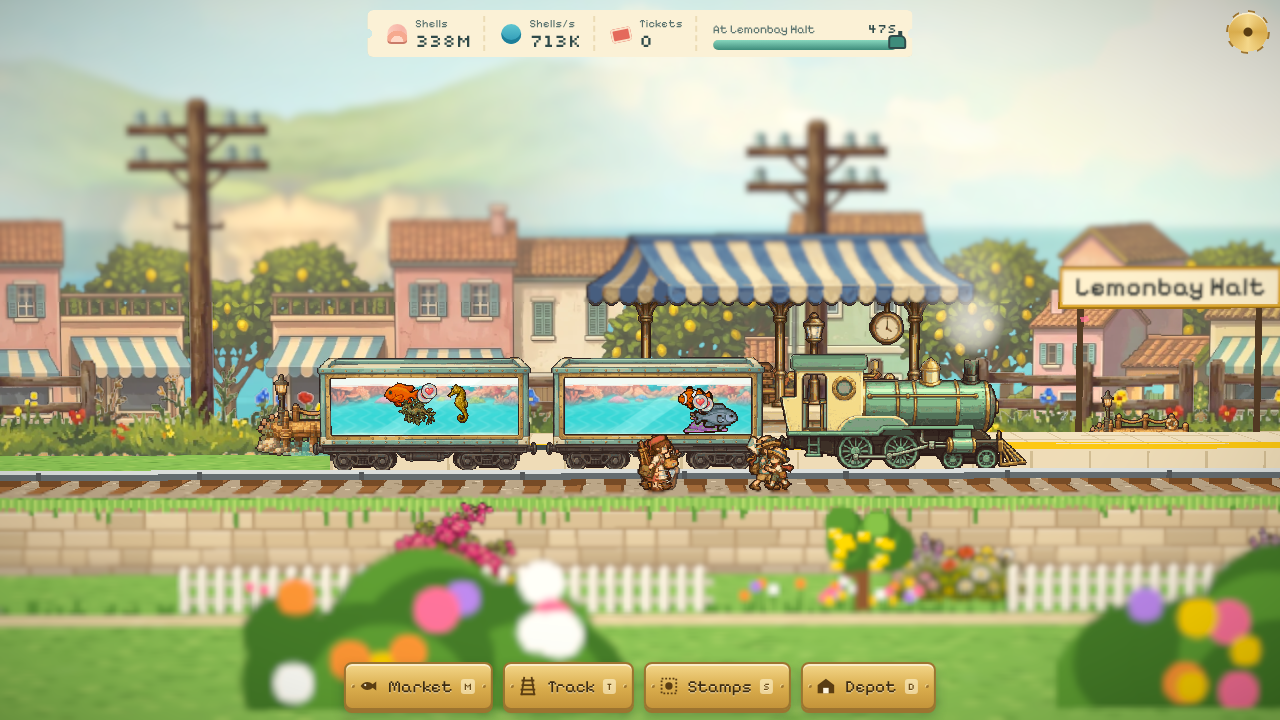 Shells
338M
Shells/s
713K
Tickets
0
At Lemonbay Halt
47s
Lemonbay Halt
Market M
Track T
Stamps S
Depot D